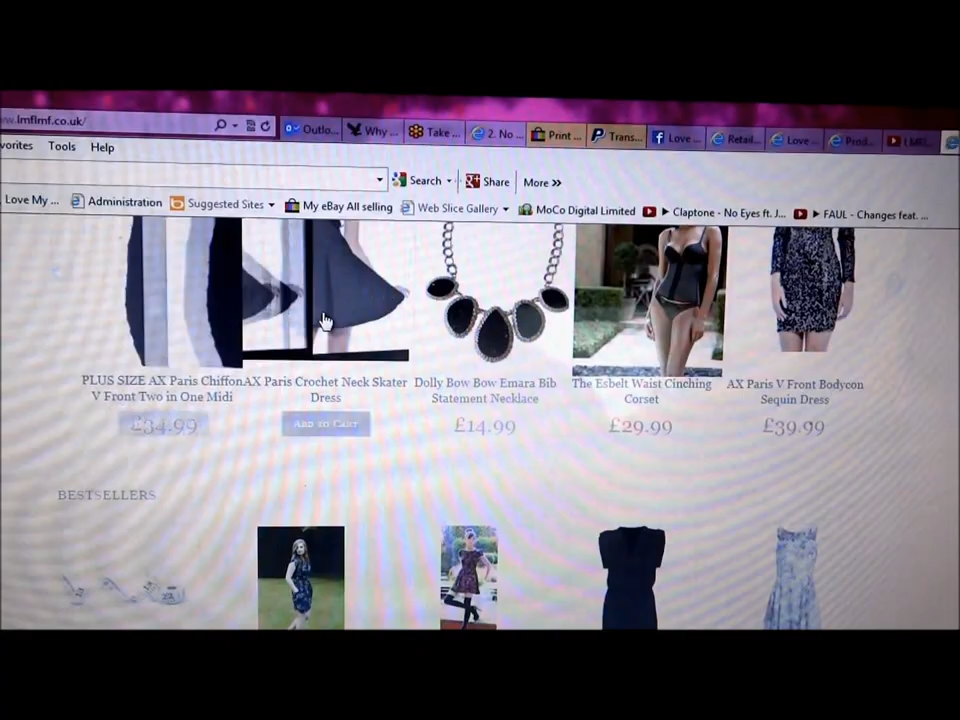 w.lmflmf.co.uk/
Outlo... Why ... Take ... 2. No ... Print ... Trans... Love ... Retail... Love ... Prod... LMFL...
vorites Tools Help
Search Share More »
Love My ... Administration Suggested Sites My eBay All selling Web Slice Gallery MoCo Digital Limited Claptone - No Eyes ft. J... FAUL - Changes feat. ...
PLUS SIZE AX Paris Chiffon AX Paris Crochet Neck Skater Dolly Bow Bow Emara Bib The Esbelt Waist Cinching AX Paris V Front Bodycon
V Front Two in One Midi Dress Statement Necklace Corset Sequin Dress
£34.99 Add to Cart £14.99 £29.99 £39.99
BESTSELLERS